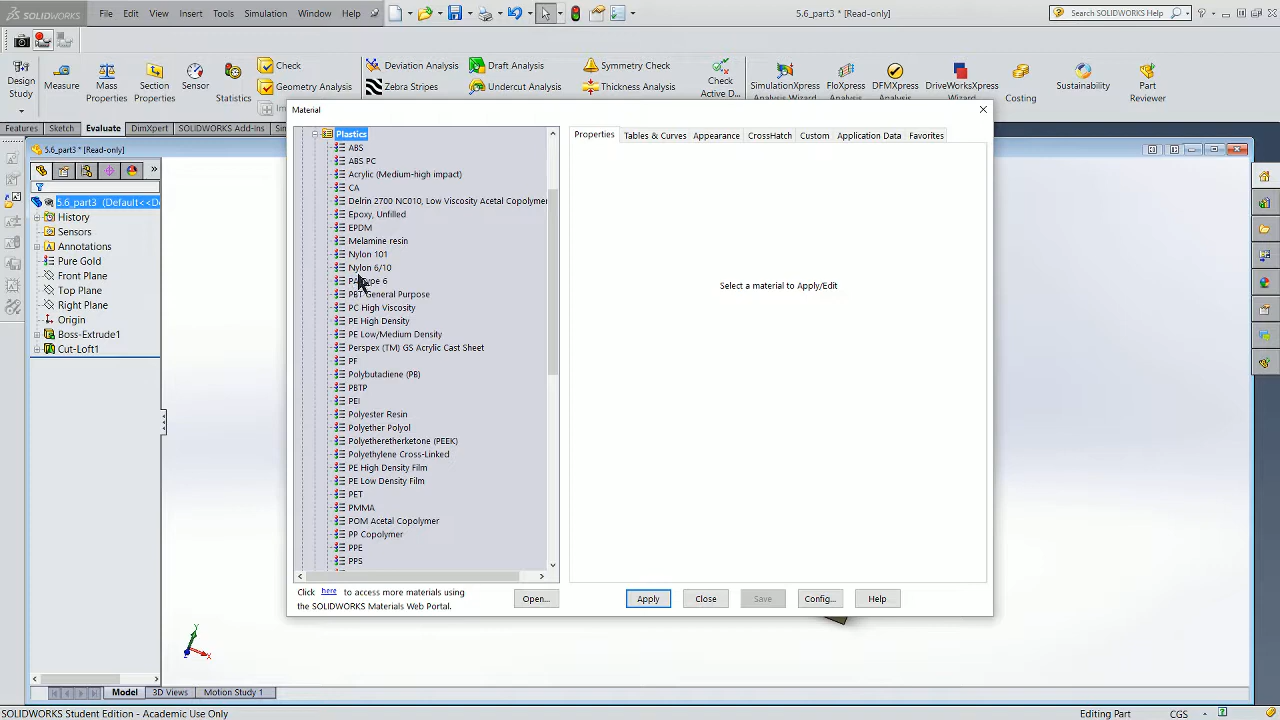 SOLIDWORKS File Edit View Insert Tools Simulation Window Help 5.6_part3 * [Read-only] Search SOLIDWORKS Help
Design Study
Measure
Mass Properties
Section Properties
Sensor
Statistics
Check
Geometry Analysis
Deviation Analysis
Zebra Stripes
Draft Analysis
Undercut Analysis
Symmetry Check
Thickness Analysis
Check Active D...
SimulationXpress
FloXpress
DFMXpress
DriveWorksXpress
Costing
Sustainability
Part Reviewer
Features Sketch Evaluate DimXpert SOLIDWORKS Add-Ins
5.6_part3 * [Read-only]
5.6_part3 (Default<<D
History
Sensors
Annotations
Pure Gold
Front Plane
Top Plane
Right Plane
Origin
Boss-Extrude1
Cut-Loft1
Material
Plastics
ABS
ABS PC
Acrylic (Medium-high impact)
CA
Delrin 2700 NC010, Low Viscosity Acetal Copolymer
Epoxy, Unfilled
EPDM
Melamine resin
Nylon 101
Nylon 6/10
PA Type 6
PBT General Purpose
PC High Viscosity
PE High Density
PE Low/Medium Density
Perspex (TM) GS Acrylic Cast Sheet
PF
Polybutadiene (PB)
PBTP
PEI
Polyester Resin
Polyether Polyol
Polyetheretherketone (PEEK)
Polyethylene Cross-Linked
PE High Density Film
PE Low Density Film
PET
PMMA
POM Acetal Copolymer
PP Copolymer
PPE
PPS
Properties Tables & Curves Appearance CrossHatch Custom Application Data Favorites
Select a material to Apply/Edit
Click here to access more materials using
the SOLIDWORKS Materials Web Portal.
Open... Apply Close Save Config... Help
Y
X
Model 3D Views Motion Study 1
SOLIDWORKS Student Edition - Academic Use Only Editing Part CGS